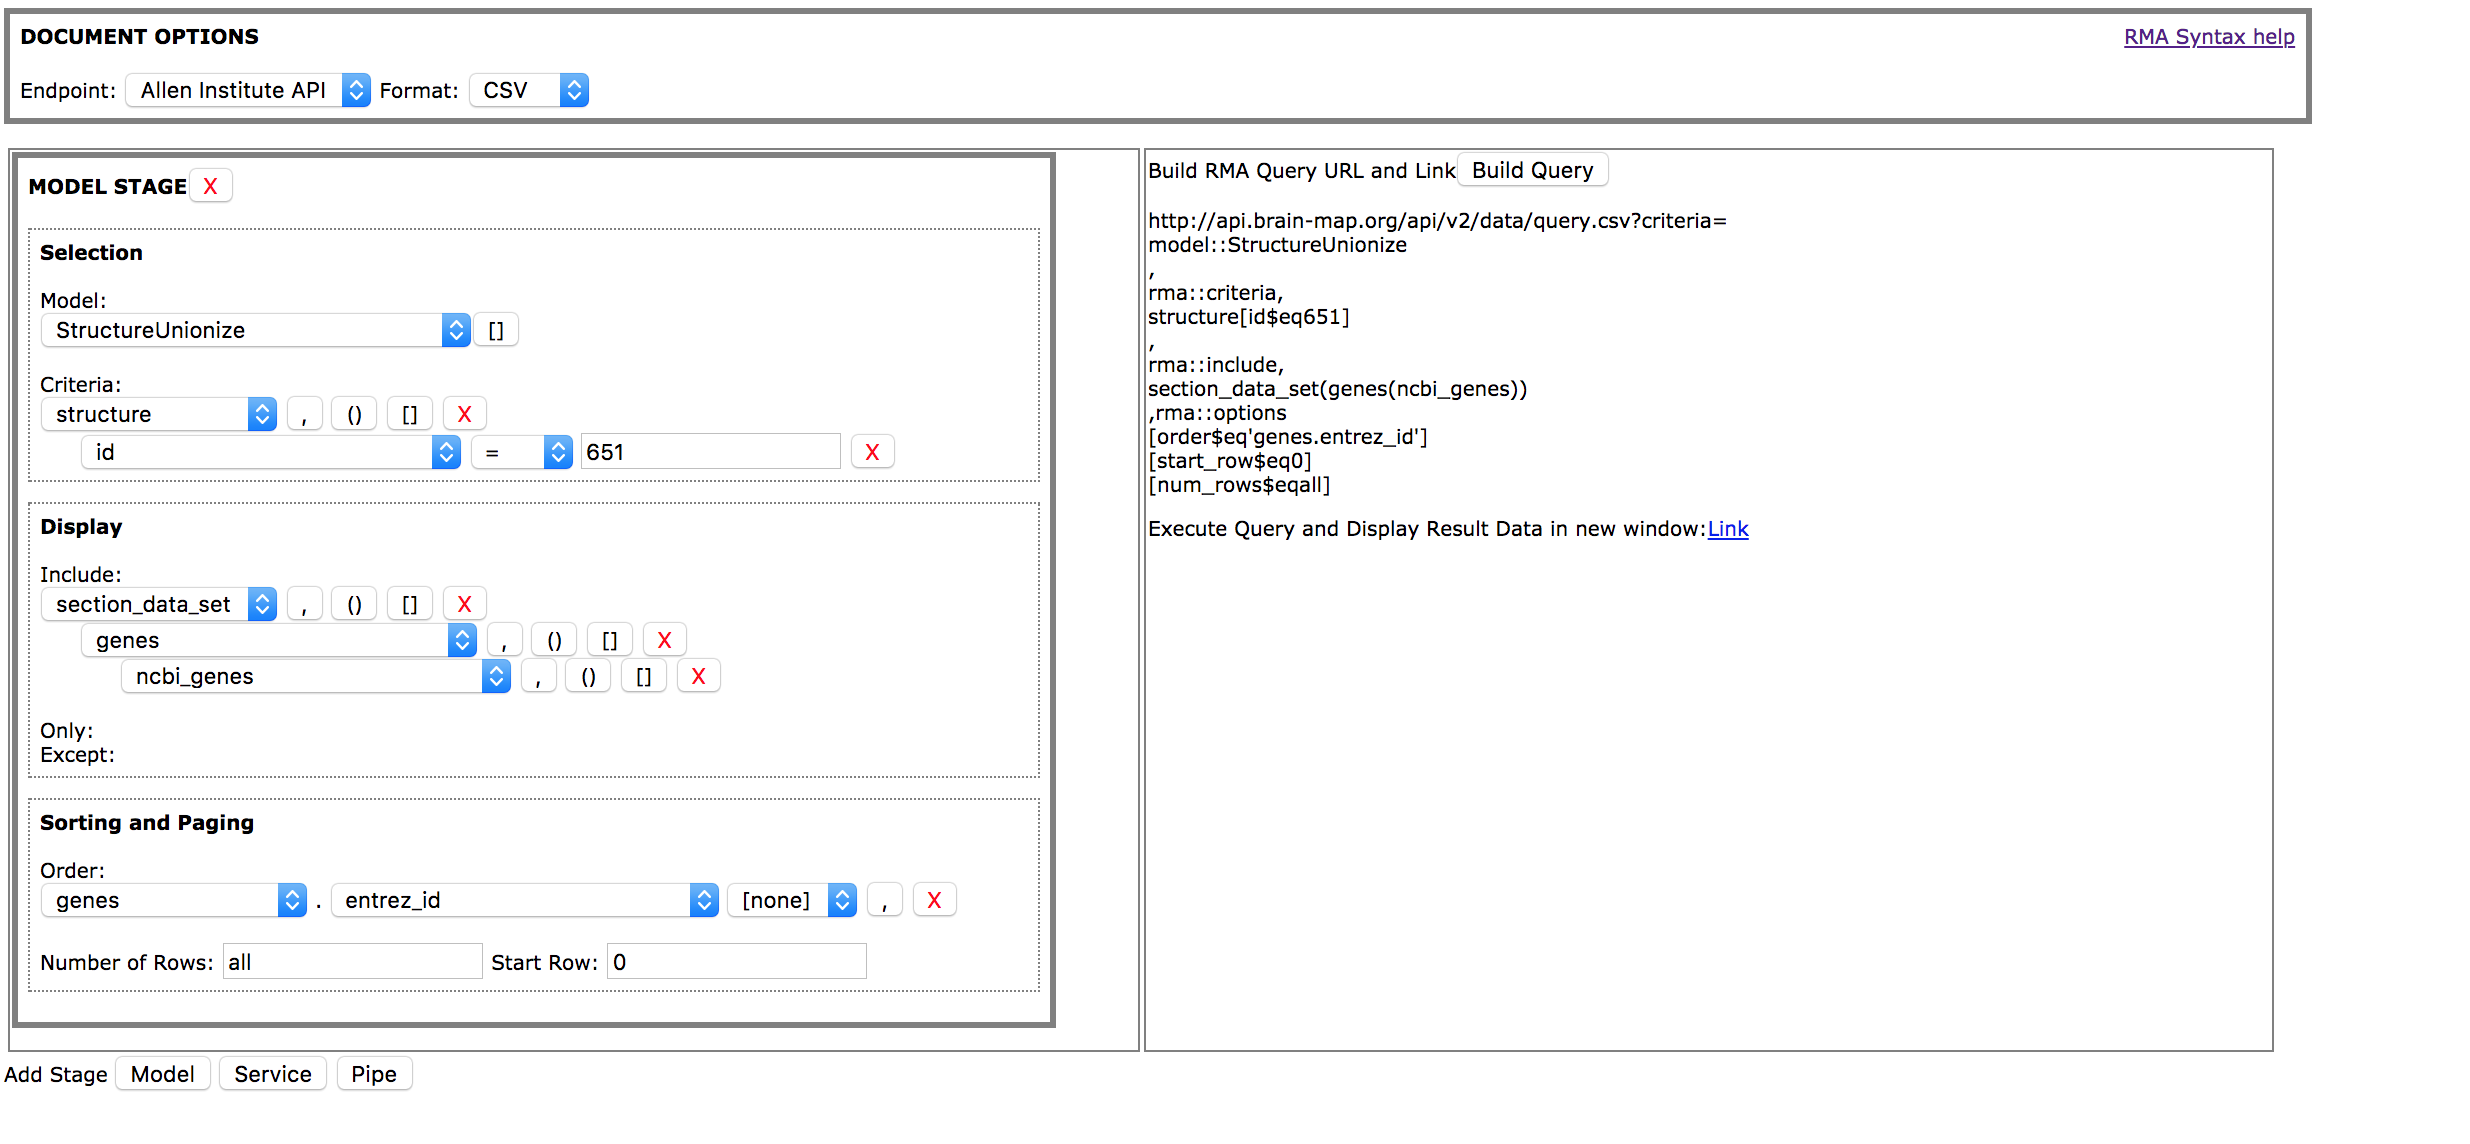 DOCUMENT OPTIONS
RMA Syntax help
Endpoint: Allen Institute API Format: CSV
MODEL STAGE X
Selection
Model:
StructureUnionize []
Criteria:
structure , () [] X
id = 651 X
Display
Include:
section_data_set , () [] X
genes , () [] X
ncbi_genes , () [] X
Only:
Except:
Sorting and Paging
Order:
genes . entrez_id [none] , X
Number of Rows: all Start Row: 0
Build RMA Query URL and Link Build Query
http://api.brain-map.org/api/v2/data/query.csv?criteria=
model::StructureUnionize
,
rma::criteria,
structure[id$eq651]
,
rma::include,
section_data_set(genes(ncbi_genes))
,rma::options
[order$eq'genes.entrez_id']
[start_row$eq0]
[num_rows$eqall]
Execute Query and Display Result Data in new window:Link
Add Stage Model Service Pipe